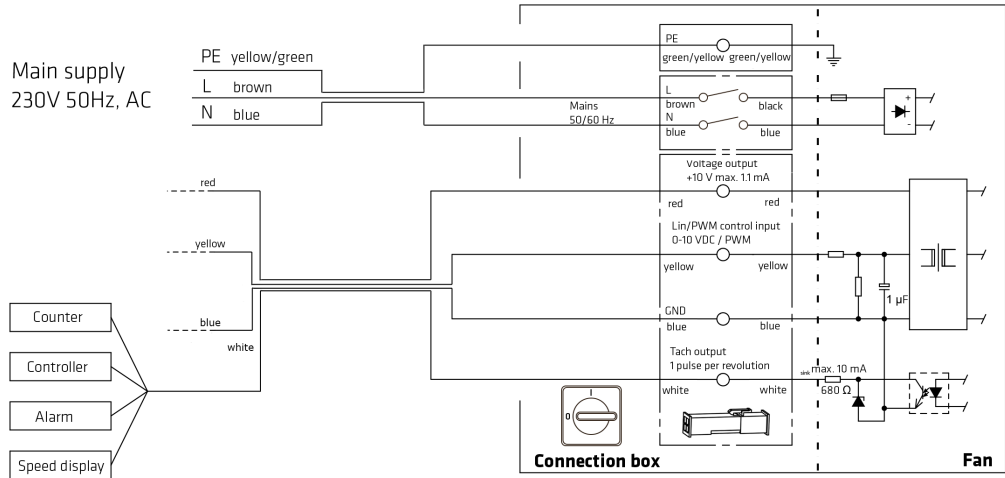 Main supply
230V 50Hz, AC
PE yellow/green
L brown
N blue
PE
green/yellow green/yellow
Mains
50/60 Hz
L
brown black
N
blue blue
+
-
Voltage output
+10 V max. 1.1 mA
red
red red
Lin/PWM control input
0-10 VDC / PWM
yellow
yellow yellow
1 µF
GND
blue
blue blue
white
Tach output
1 pulse per revolution
white white
sink max. 10 mA
680 Ω
Counter
Controller
Alarm
Speed display
I
0
Connection box
Fan